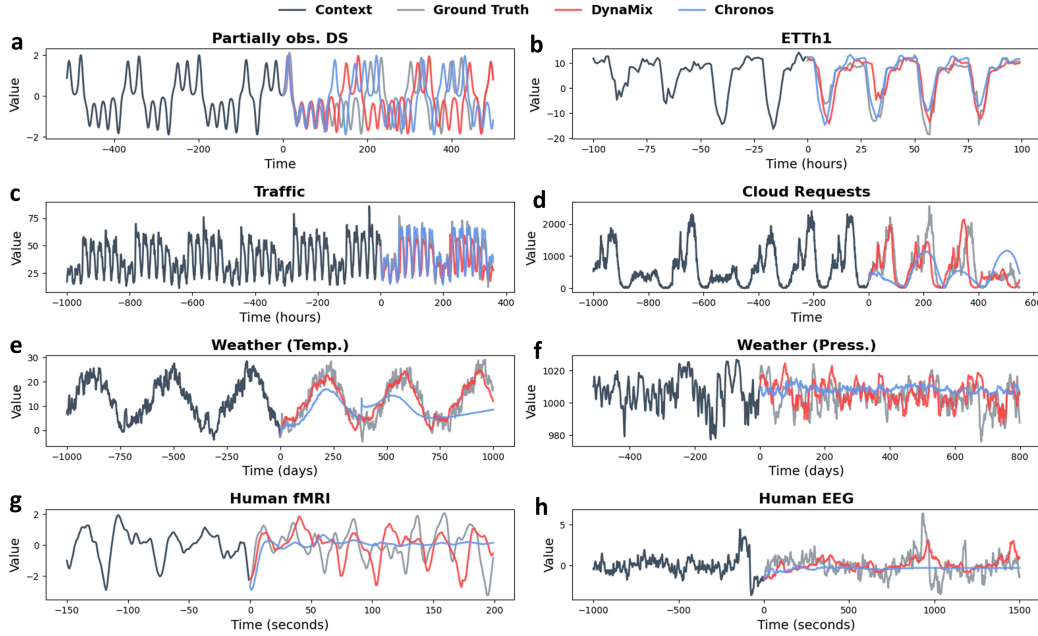 Context Ground Truth DynaMix Chronos
a Partially obs. DS
Value
2
0
−2
−400 −200 0 200 400
Time
b ETTh1
Value
10
0
−10
−20
−100 −75 −50 −25 0 25 50 75 100
Time (hours)
c Traffic
Value
75
50
25
−1000 −800 −600 −400 −200 0 200 400
Time (hours)
d Cloud Requests
Value
2000
1000
0
−1000 −800 −600 −400 −200 0 200 400 600
Time
e Weather (Temp.)
Value
30
20
10
0
−1000 −750 −500 −250 0 250 500 750 1000
Time (days)
f Weather (Press.)
Value
1020
1000
980
−400 −200 0 200 400 600 800
Time (days)
g Human fMRI
Value
2
0
−2
−150 −100 −50 0 50 100 150 200
Time (seconds)
h Human EEG
Value
5
0
−1000 −500 0 500 1000 1500
Time (seconds)